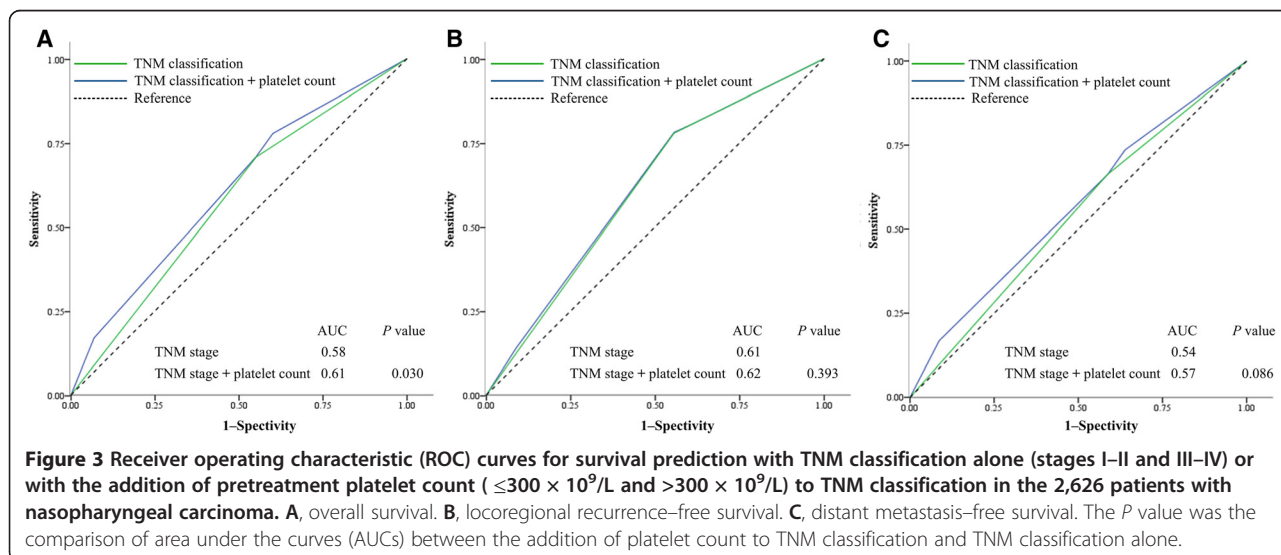 A
B
C
1.00
TNM classification
TNM classification + platelet count
Reference
0.75
0.50
Sensitivity
0.25
AUC P value
TNM stage 0.58
TNM stage + platelet count 0.61 0.030
0.00
0.00 0.25 0.50 0.75 1.00
1–Spectivity
1.00
TNM classification
TNM classification + platelet count
Reference
0.75
0.50
Sensitivity
0.25
AUC P value
TNM stage 0.61
TNM stage + platelet count 0.62 0.393
0.00
0.00 0.25 0.50 0.75 1.00
1–Spectivity
1.00
TNM classification
TNM classification + platelet count
Reference
0.75
0.50
Sensitivity
0.25
AUC P value
TNM stage 0.54
TNM stage + platelet count 0.57 0.086
0.00
0.00 0.25 0.50 0.75 1.00
1–Spectivity
Figure 3 Receiver operating characteristic (ROC) curves for survival prediction with TNM classification alone (stages I–II and III–IV) or
with the addition of pretreatment platelet count ( ≤300 × 10⁹/L and >300 × 10⁹/L) to TNM classification in the 2,626 patients with
nasopharyngeal carcinoma. A, overall survival. B, locoregional recurrence–free survival. C, distant metastasis–free survival. The P value was the
comparison of area under the curves (AUCs) between the addition of platelet count to TNM classification and TNM classification alone.